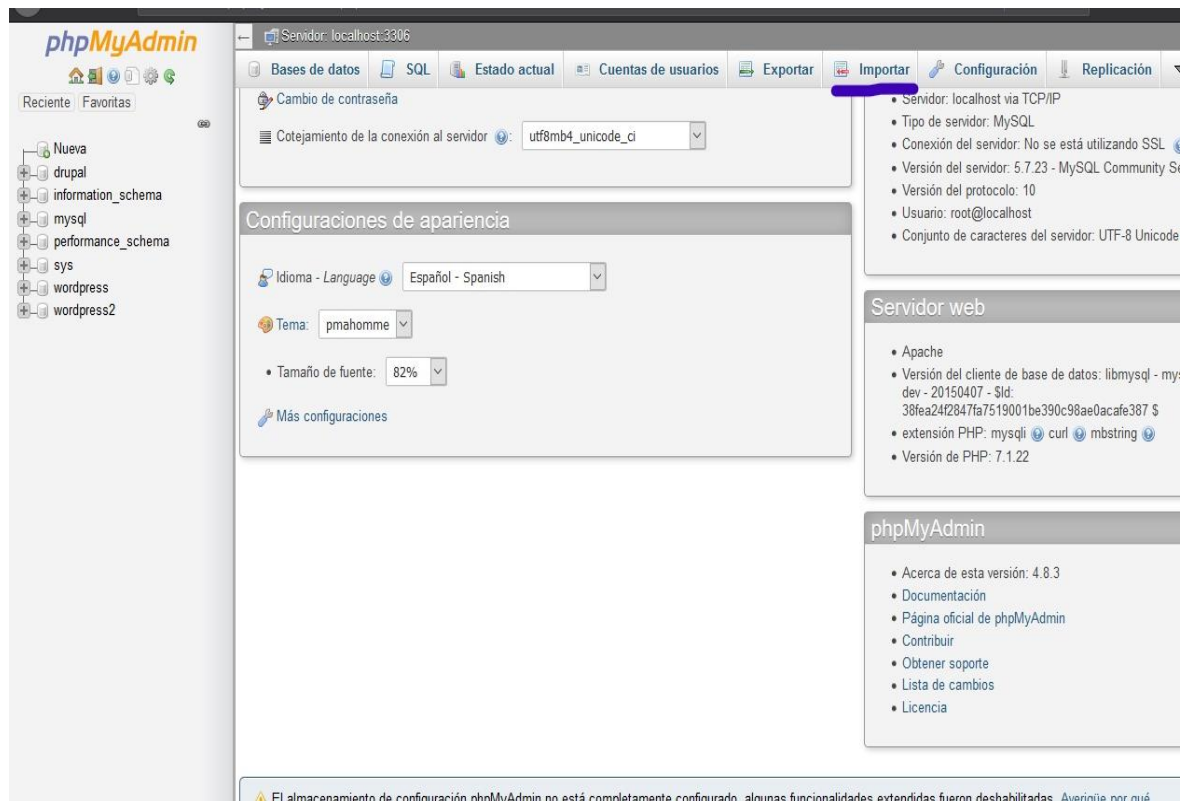 phpMyAdmin
Reciente Favoritas
Nueva
drupal
information_schema
mysql
performance_schema
sys
wordpress
wordpress2
Servidor: localhost:3306
Bases de datos SQL Estado actual Cuentas de usuarios Exportar Importar Configuración Replicación
Cambio de contraseña
Cotejamiento de la conexión al servidor : utf8mb4_unicode_ci
Configuraciones de apariencia
Idioma - Language Español - Spanish
Tema: pmahomme
• Tamaño de fuente: 82%
Más configuraciones
• Servidor: localhost via TCP/IP
• Tipo de servidor: MySQL
• Conexión del servidor: No se está utilizando SSL
• Versión del servidor: 5.7.23 - MySQL Community Se
• Versión del protocolo: 10
• Usuario: root@localhost
• Conjunto de caracteres del servidor: UTF-8 Unicode
Servidor web
• Apache
• Versión del cliente de base de datos: libmysql - mys
dev - 20150407 - $Id:
38fea24f2847fa7519001be390c98ae0acafe387 $
• extensión PHP: mysqli curl mbstring
• Versión de PHP: 7.1.22
phpMyAdmin
• Acerca de esta versión: 4.8.3
• Documentación
• Página oficial de phpMyAdmin
• Contribuir
• Obtener soporte
• Lista de cambios
• Licencia
El almacenamiento de configuración phpMyAdmin no está completamente configurado, algunas funcionalidades extendidas fueron deshabilitadas. Averigüe por qué